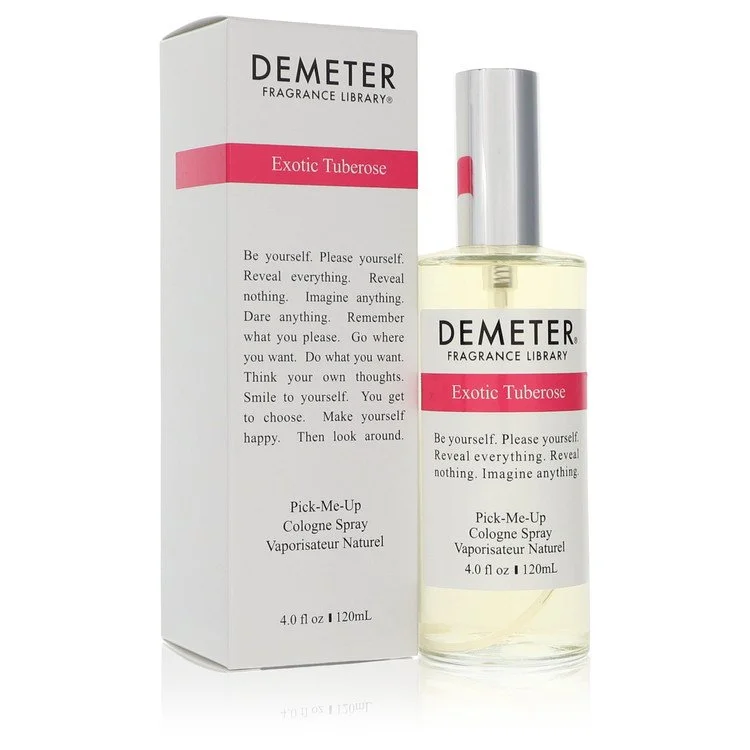 DEMETER
FRAGRANCE LIBRARY®
Exotic Tuberose
Be yourself. Please yourself.
Reveal everything. Reveal
nothing. Imagine anything.
Dare anything. Remember
what you please. Go where
you want. Do what you want.
Think your own thoughts.
Smile to yourself. You get
to choose. Make yourself
happy. Then look around.
Pick-Me-Up
Cologne Spray
Vaporisateur Naturel
4.0 fl oz ❙ 120mL
DEMETER®
FRAGRANCE LIBRARY
Exotic Tuberose
Be yourself. Please yourself.
Reveal everything. Reveal
nothing. Imagine anything.
Pick-Me-Up
Cologne Spray
Vaporisateur Naturel
4.0 fl oz ❙ 120mL